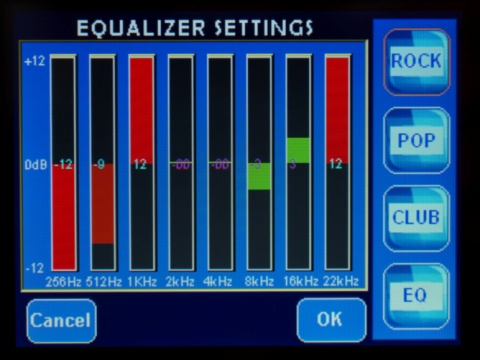 EQUALIZER SETTINGS
+12
ROCK
POP
0dB -12 -9 12 -00 -00 -3 3 12
CLUB
-12
256Hz 512Hz 1KHz 2kHz 4kHz 8kHz 16kHz 22kHz
EQ
Cancel OK